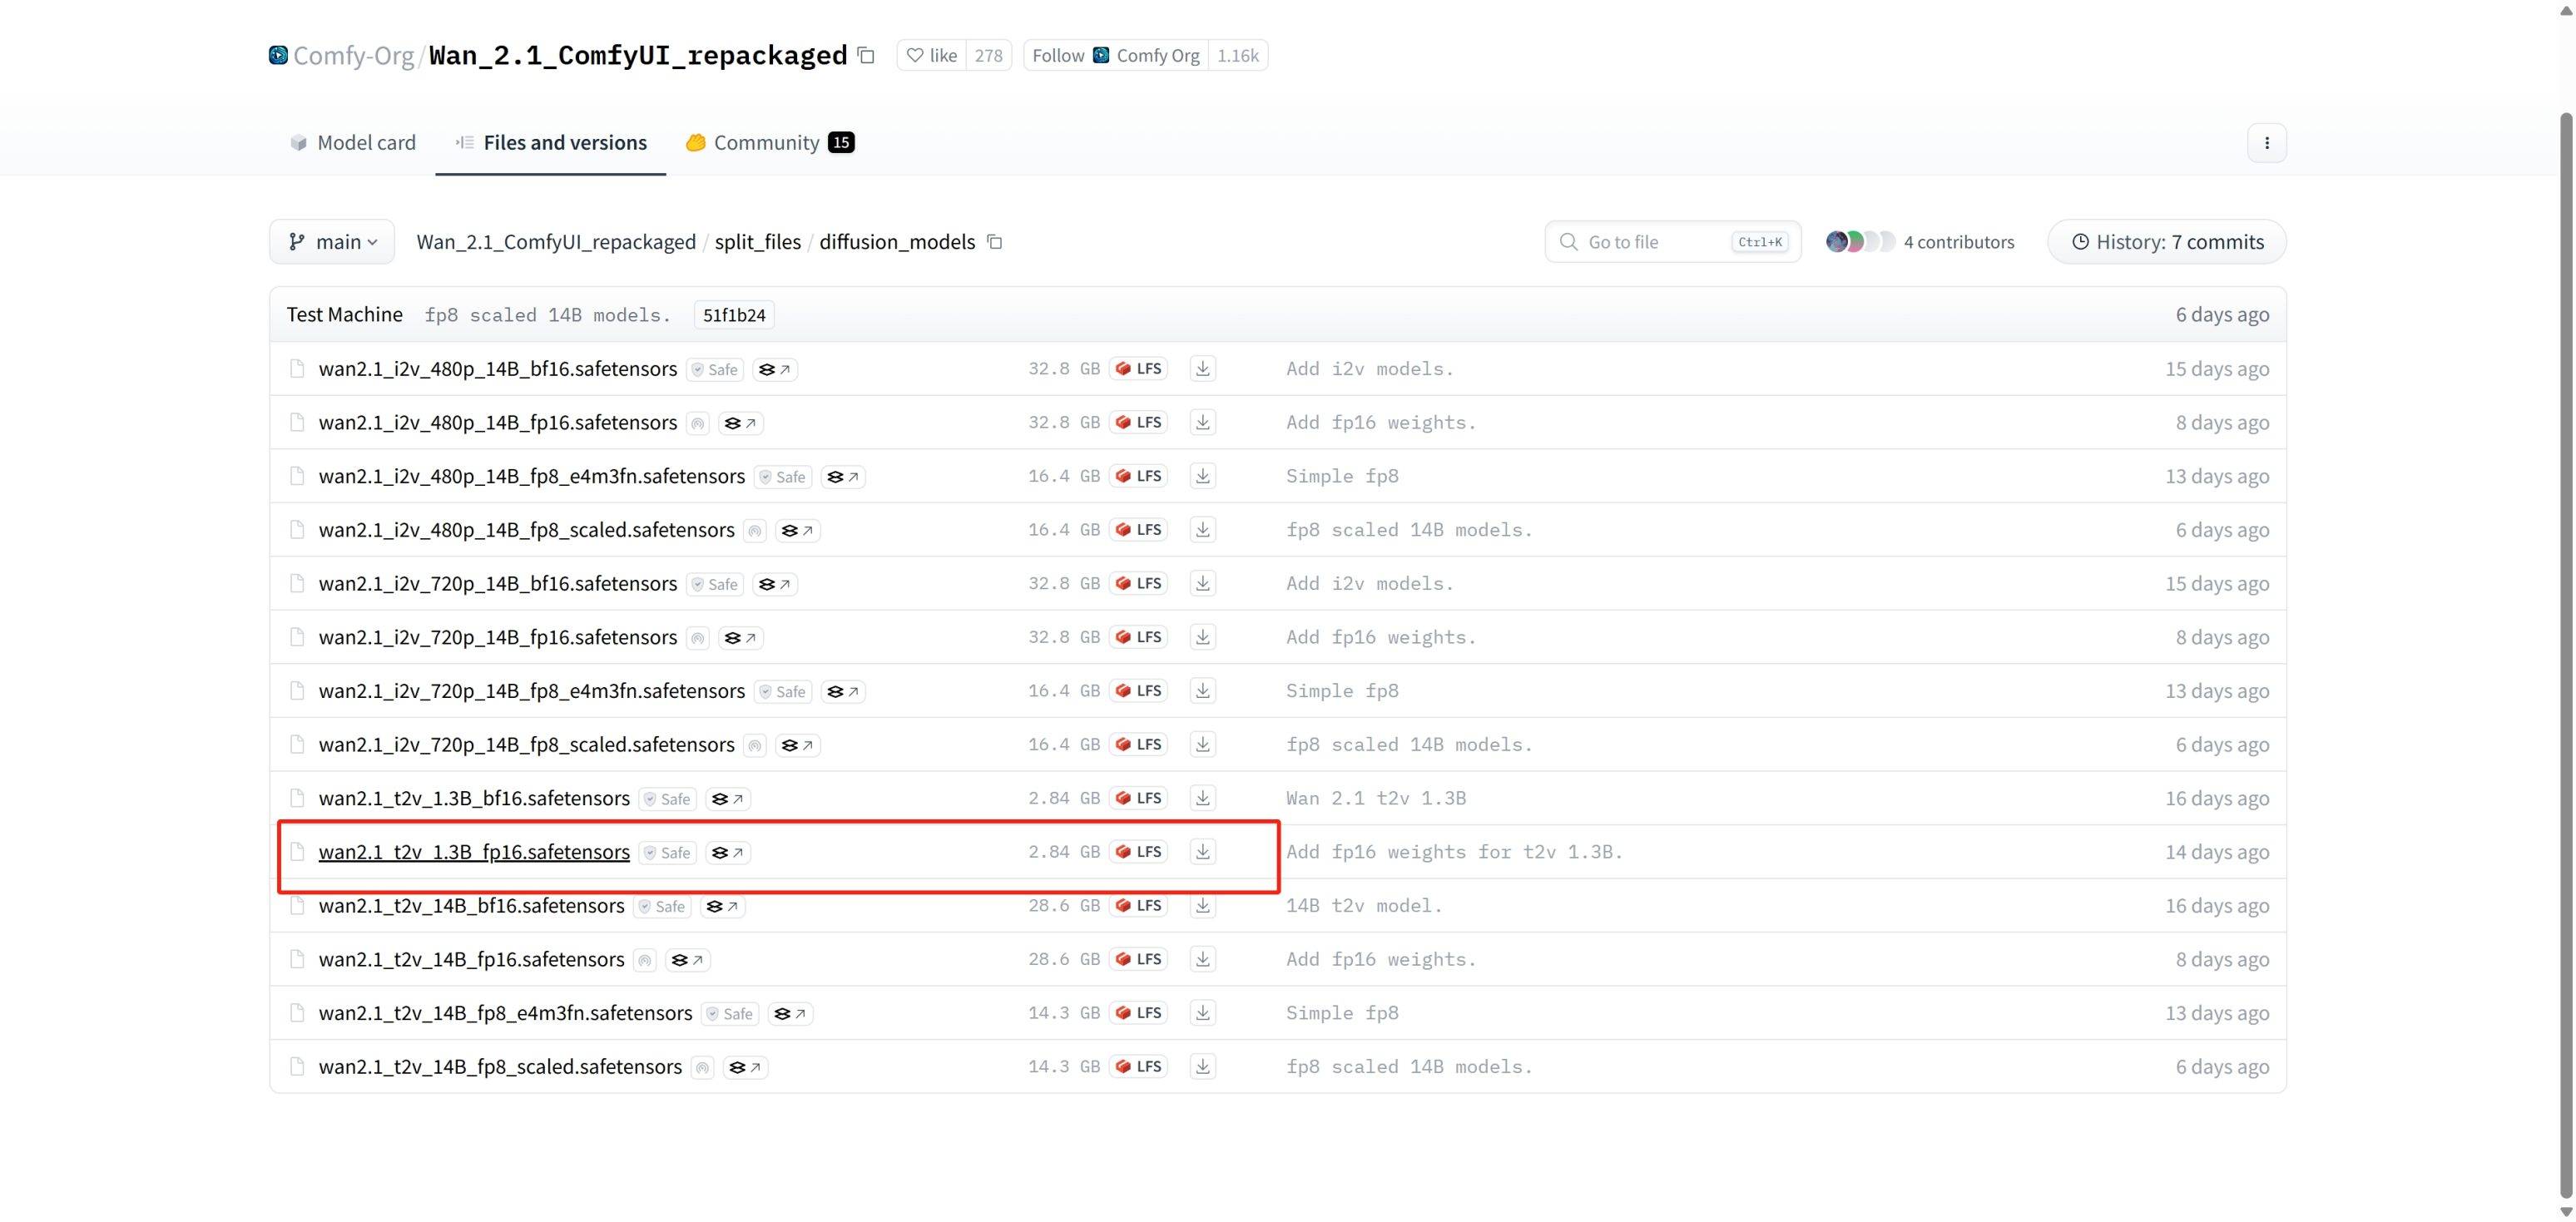 Comfy-Org/Wan_2.1_ComfyUI_repackaged like 278 Follow Comfy Org 1.16k
Model card Files and versions Community 15
main Wan_2.1_ComfyUI_repackaged / split_files / diffusion_models Go to file Ctrl+K 4 contributors History: 7 commits
Test Machine fp8 scaled 14B models. 51f1b24 6 days ago
wan2.1_i2v_480p_14B_bf16.safetensors Safe 32.8 GB LFS Add i2v models. 15 days ago
wan2.1_i2v_480p_14B_fp16.safetensors 32.8 GB LFS Add fp16 weights. 8 days ago
wan2.1_i2v_480p_14B_fp8_e4m3fn.safetensors Safe 16.4 GB LFS Simple fp8 13 days ago
wan2.1_i2v_480p_14B_fp8_scaled.safetensors 16.4 GB LFS fp8 scaled 14B models. 6 days ago
wan2.1_i2v_720p_14B_bf16.safetensors Safe 32.8 GB LFS Add i2v models. 15 days ago
wan2.1_i2v_720p_14B_fp16.safetensors 32.8 GB LFS Add fp16 weights. 8 days ago
wan2.1_i2v_720p_14B_fp8_e4m3fn.safetensors Safe 16.4 GB LFS Simple fp8 13 days ago
wan2.1_i2v_720p_14B_fp8_scaled.safetensors 16.4 GB LFS fp8 scaled 14B models. 6 days ago
wan2.1_t2v_1.3B_bf16.safetensors Safe 2.84 GB LFS Wan 2.1 t2v 1.3B 16 days ago
wan2.1_t2v_1.3B_fp16.safetensors Safe 2.84 GB LFS Add fp16 weights for t2v 1.3B. 14 days ago
wan2.1_t2v_14B_bf16.safetensors Safe 28.6 GB LFS 14B t2v model. 16 days ago
wan2.1_t2v_14B_fp16.safetensors 28.6 GB LFS Add fp16 weights. 8 days ago
wan2.1_t2v_14B_fp8_e4m3fn.safetensors Safe 14.3 GB LFS Simple fp8 13 days ago
wan2.1_t2v_14B_fp8_scaled.safetensors 14.3 GB LFS fp8 scaled 14B models. 6 days ago